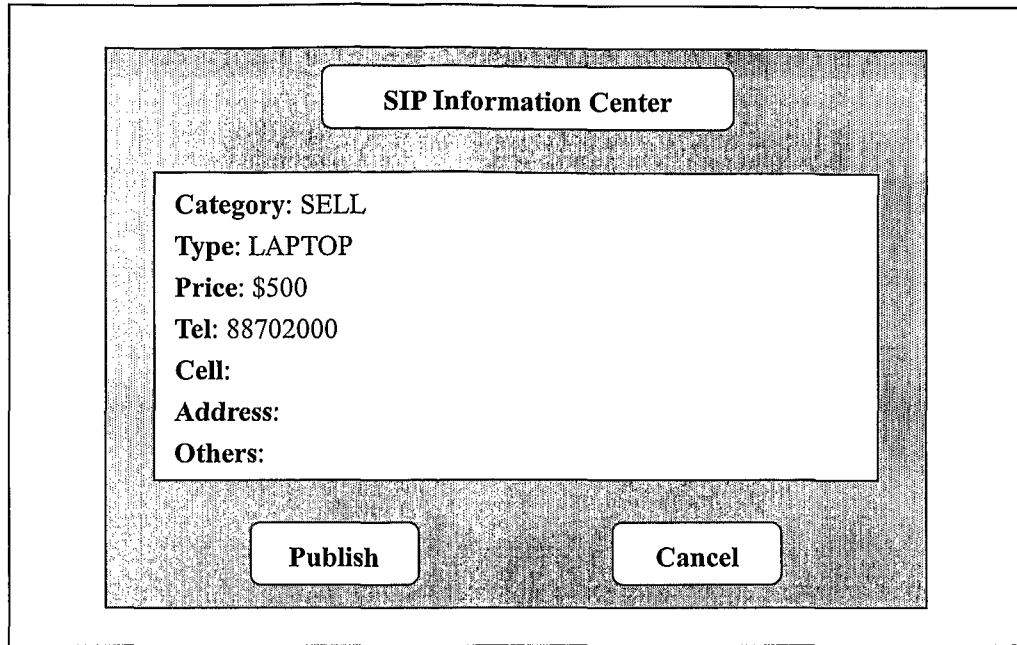 SIP Information Center
Category: SELL
Type: LAPTOP
Price: $500
Tel: 88702000
Cell:
Address:
Others:
Publish
Cancel